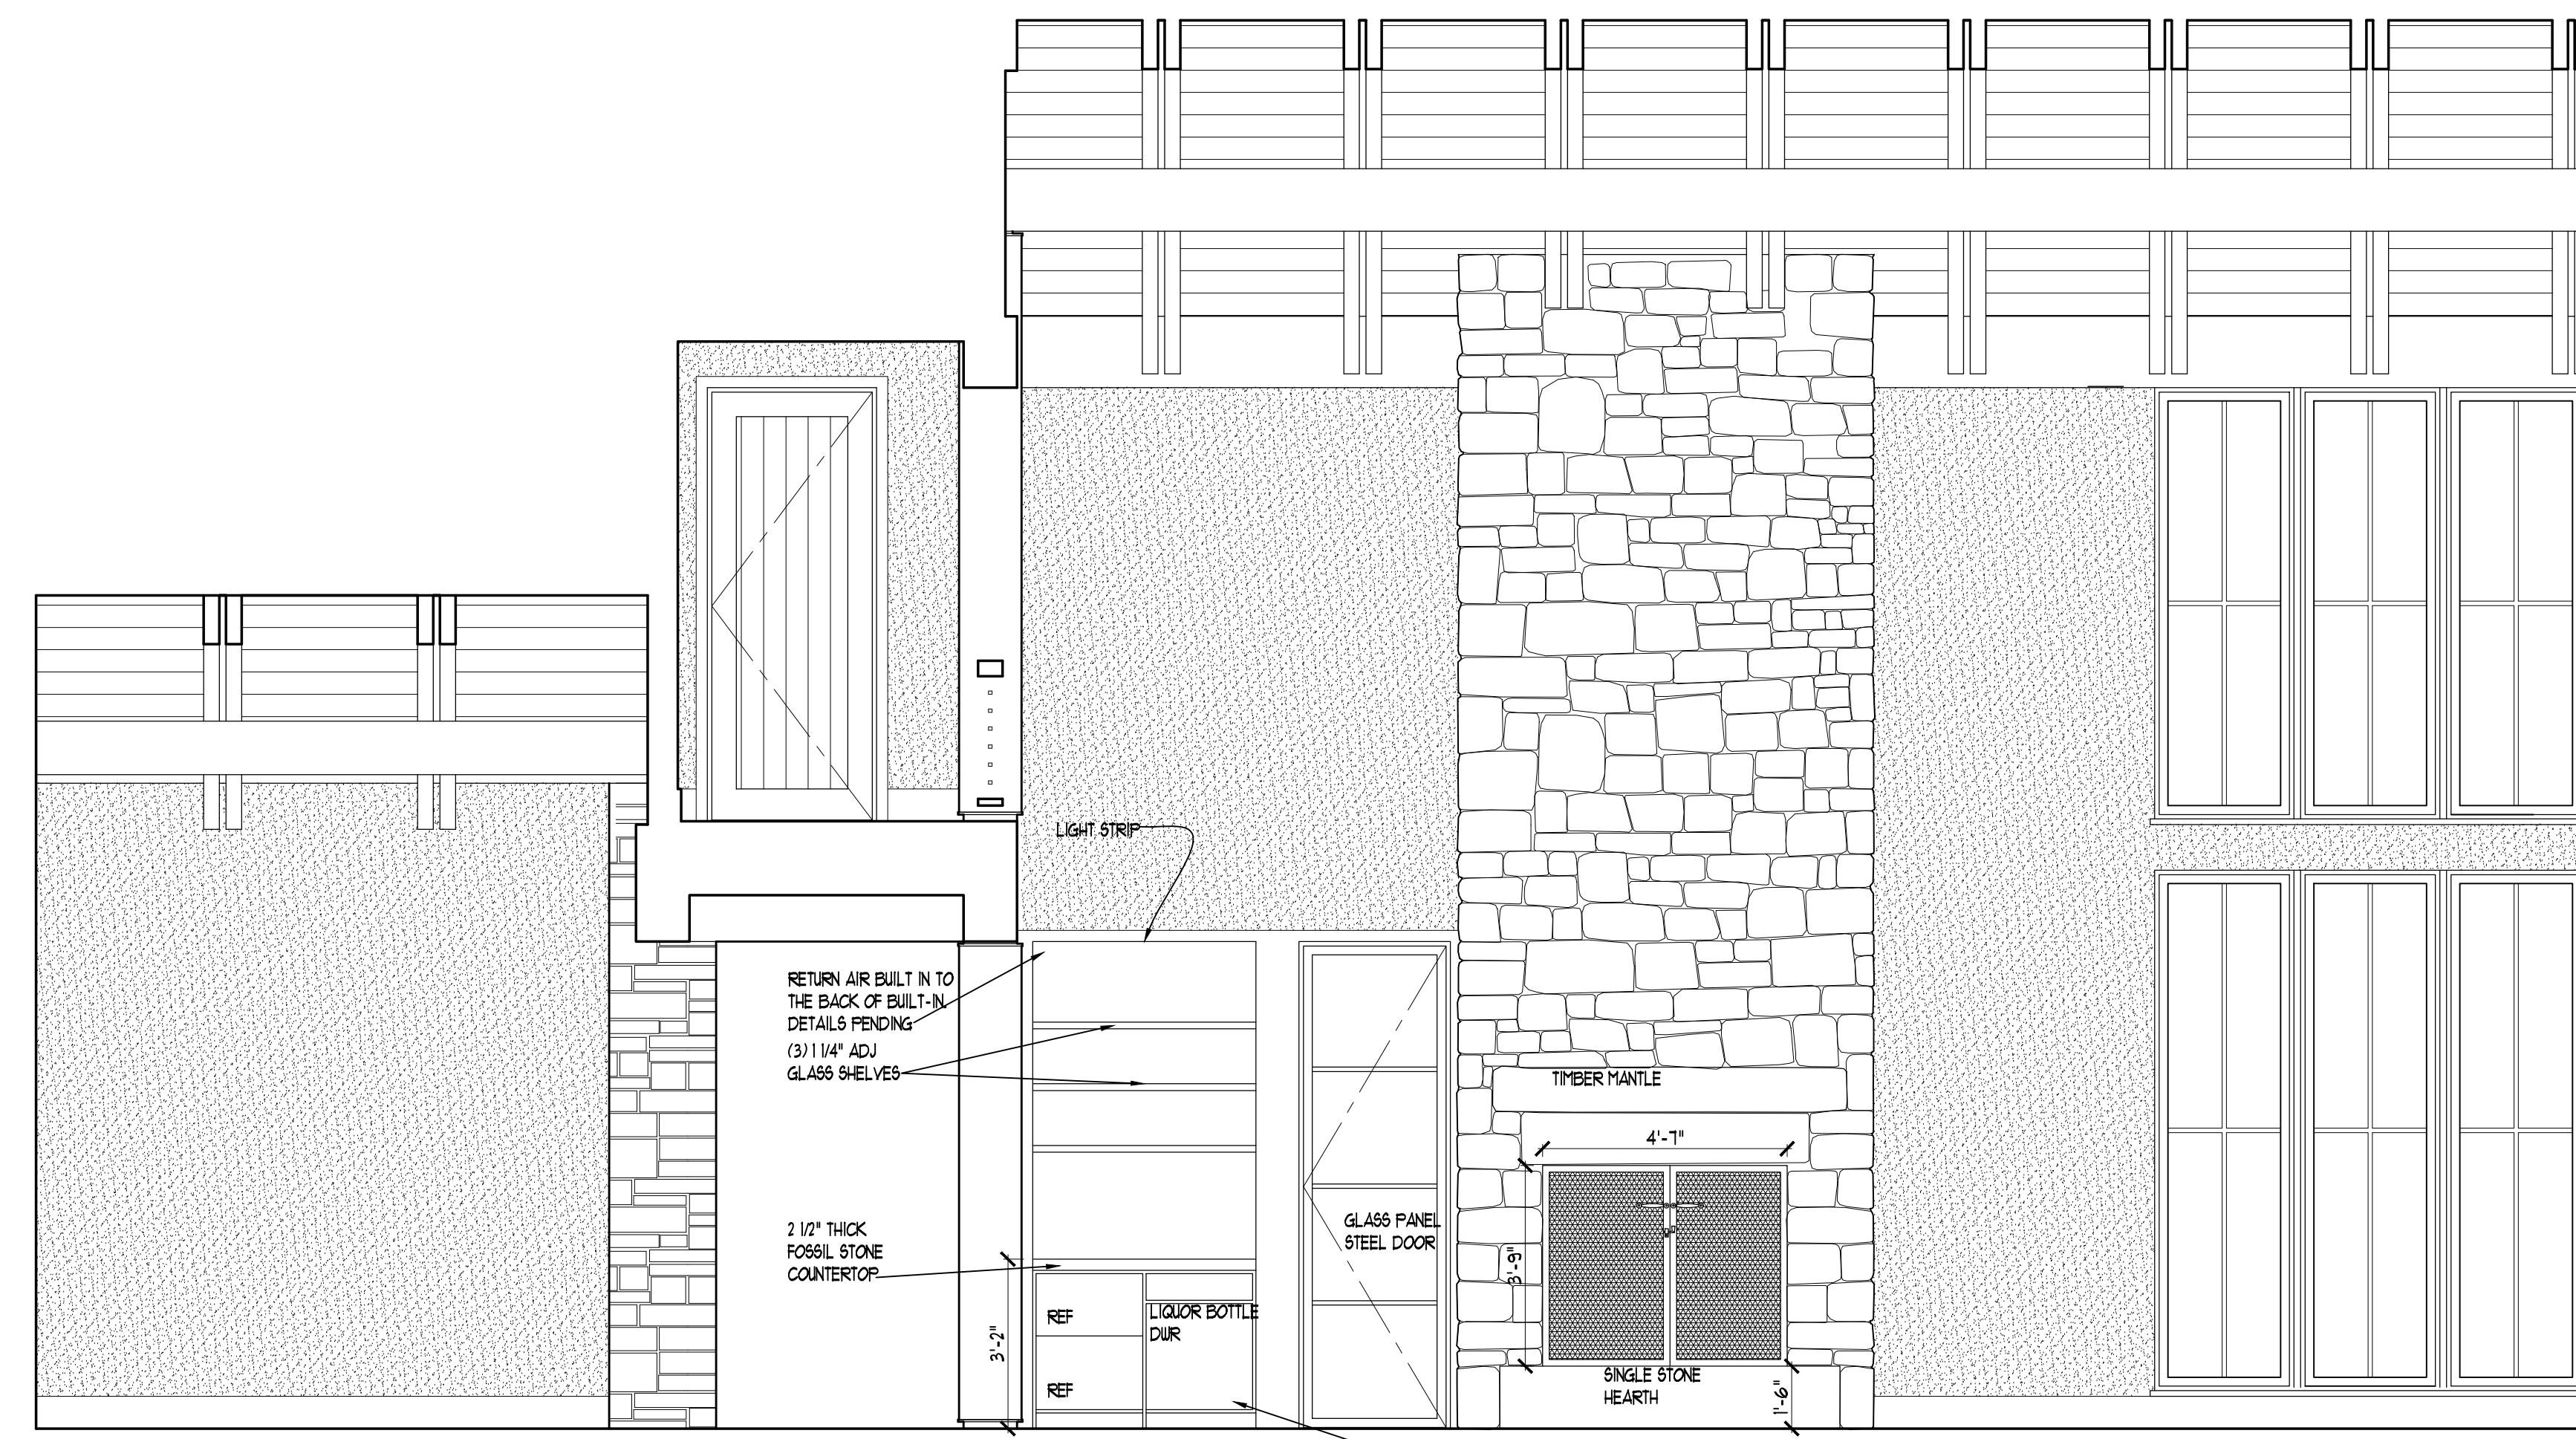 LIGHT STRIP
RETURN AIR BUILT IN TO
THE BACK OF BUILT-IN.
DETAILS PENDING
(3) 1 1/4" ADJ
GLASS SHELVES
TIMBER MANTLE
4'-7"
2 1/2" THICK
FOSSIL STONE
COUNTERTOP
GLASS PANEL
STEEL DOOR
3'-9"
REF
LIQUOR BOTTLE
DWR
3'-2"
REF
SINGLE STONE
HEARTH
1'-6"